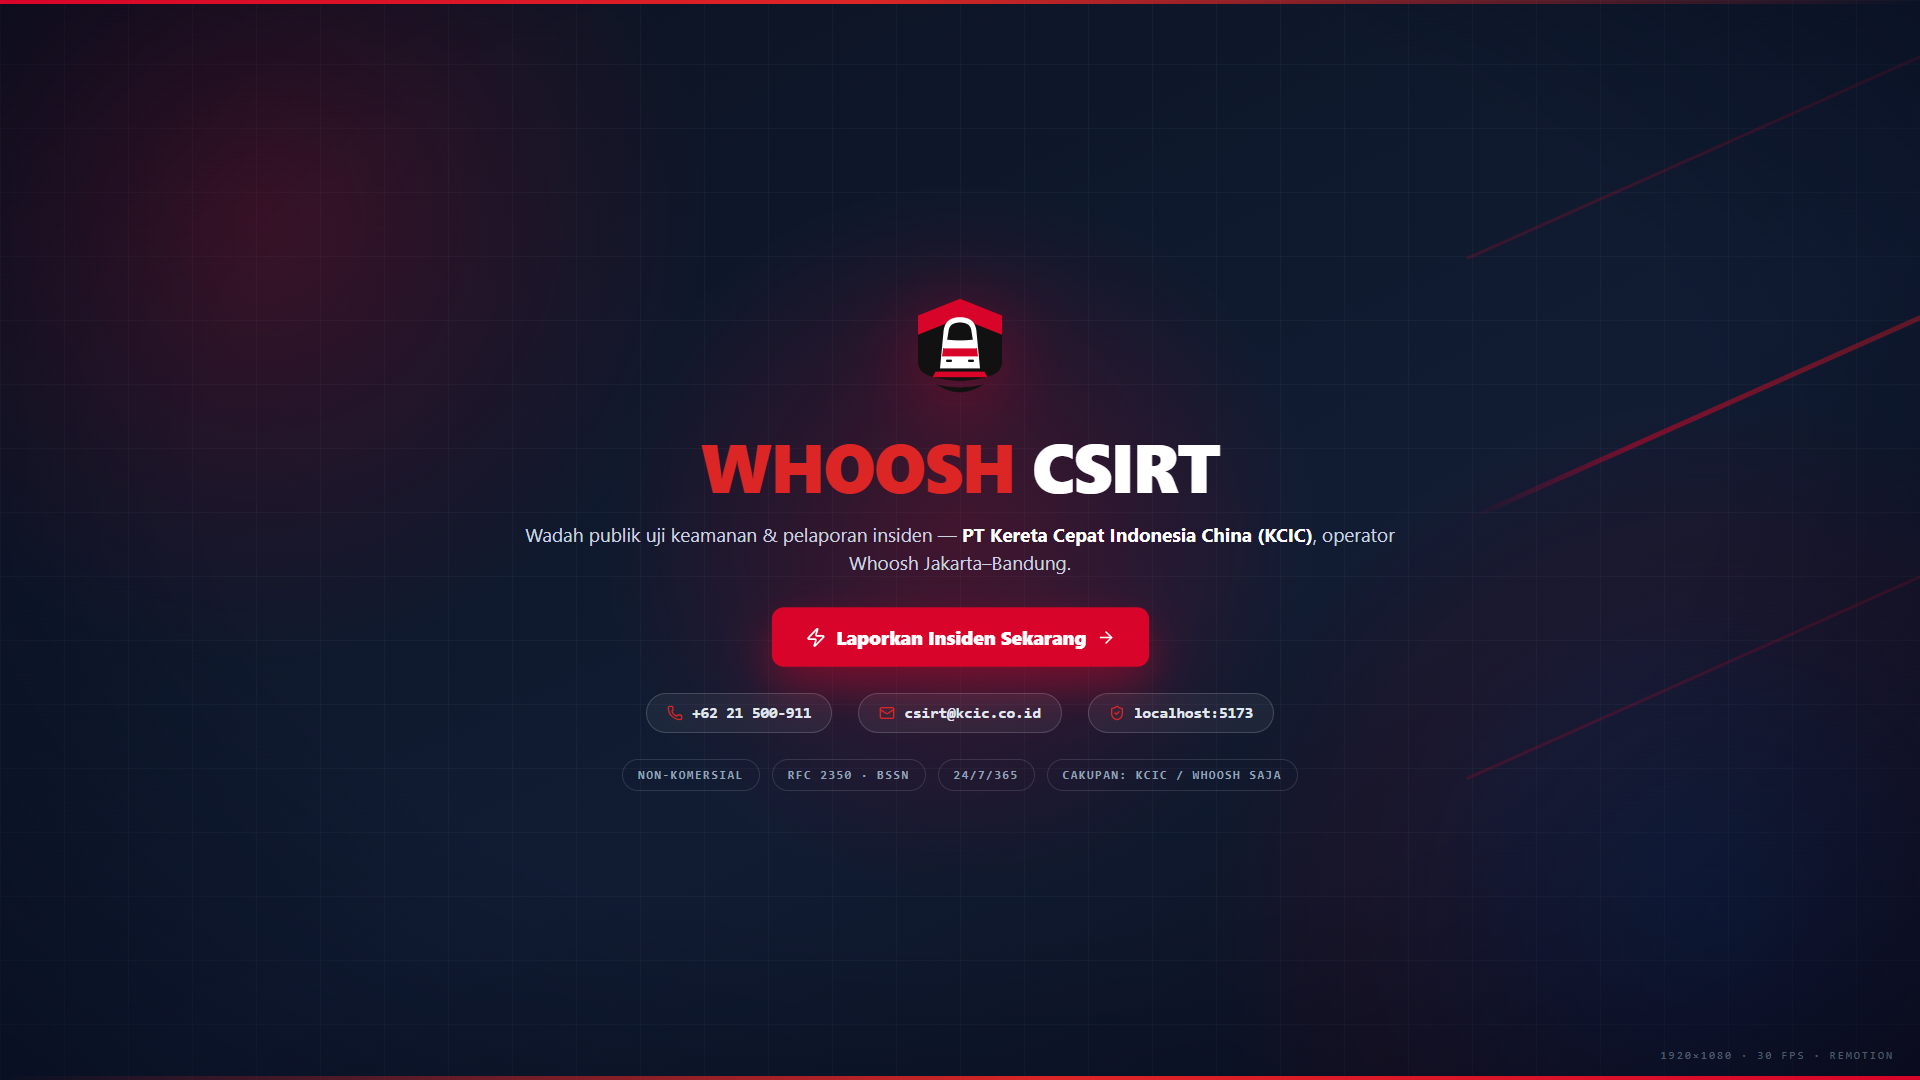 WHOOSH CSIRT
Wadah publik uji keamanan & pelaporan insiden — PT Kereta Cepat Indonesia China (KCIC), operator
Whoosh Jakarta–Bandung.
Laporkan Insiden Sekarang →
+62 21 500-911
csirt@kcic.co.id
localhost:5173
NON-KOMERSIAL
RFC 2350 · BSSN
24/7/365
CAKUPAN: KCIC / WHOOSH SAJA
1920×1080 · 30 FPS · REMOTION